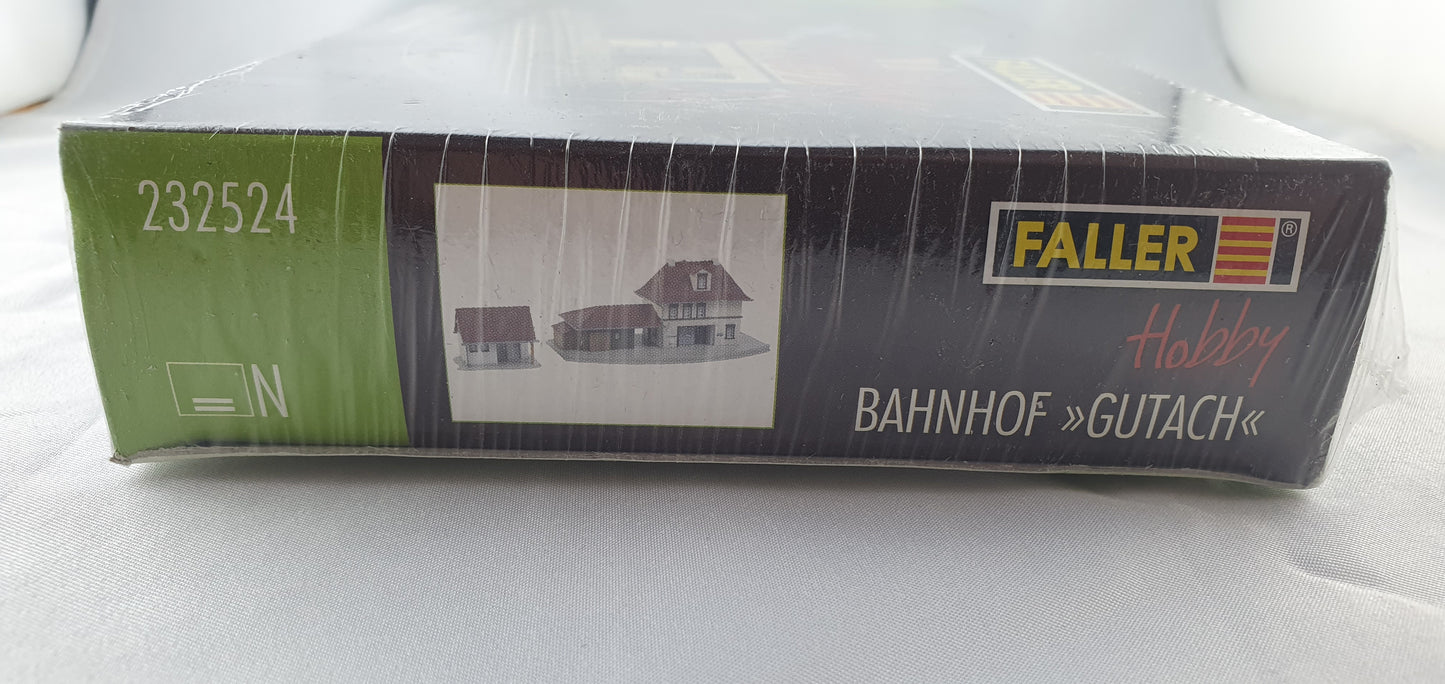 232524
N
FALLER®
Hobby
BAHNHOF »GUTACH«